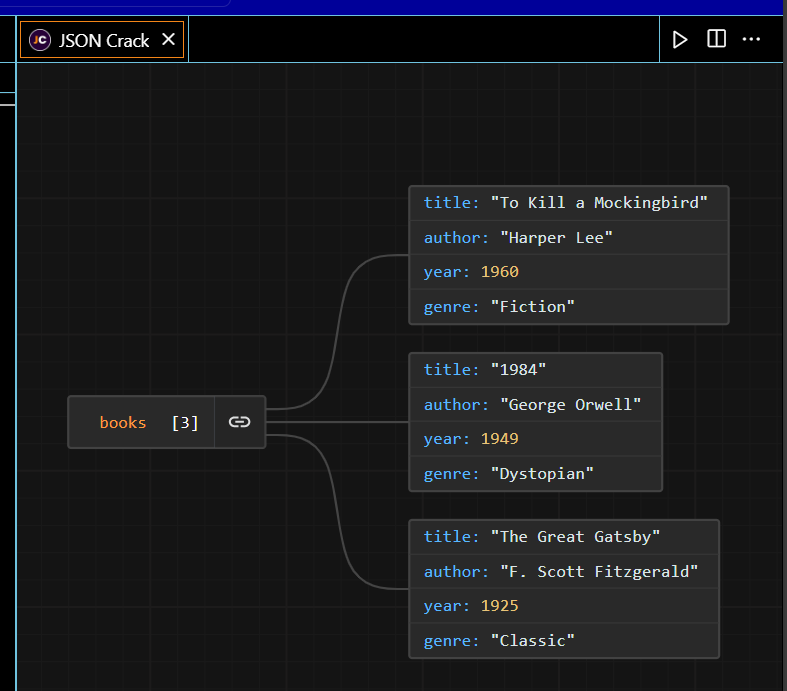 JC JSON Crack
title: "To Kill a Mockingbird"
author: "Harper Lee"
year: 1960
genre: "Fiction"
title: "1984"
author: "George Orwell"
year: 1949
genre: "Dystopian"
books [3]
title: "The Great Gatsby"
author: "F. Scott Fitzgerald"
year: 1925
genre: "Classic"